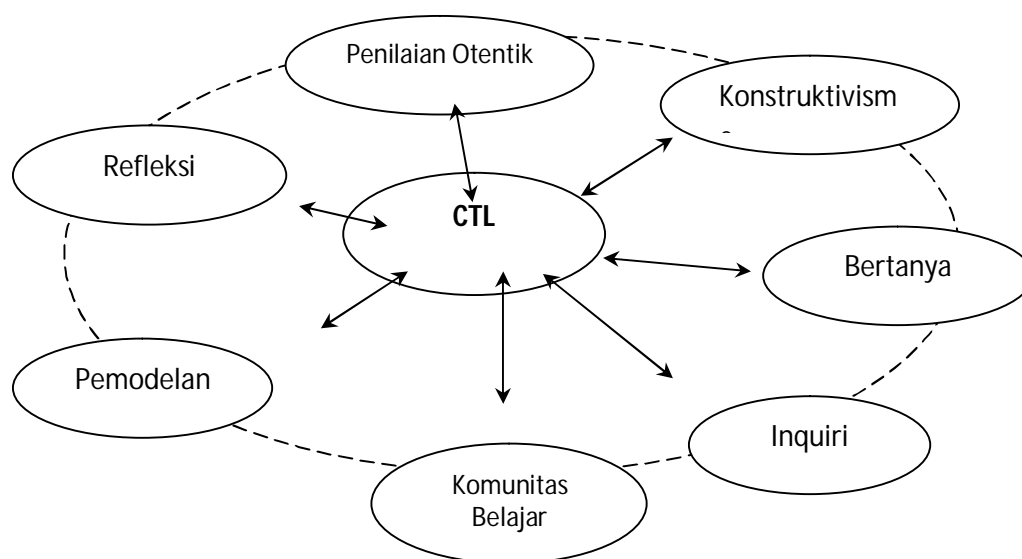 Penilaian Otentik
Konstruktivism
Refleksi
CTL
Bertanya
Pemodelan
Inquiri
Komunitas
Belajar